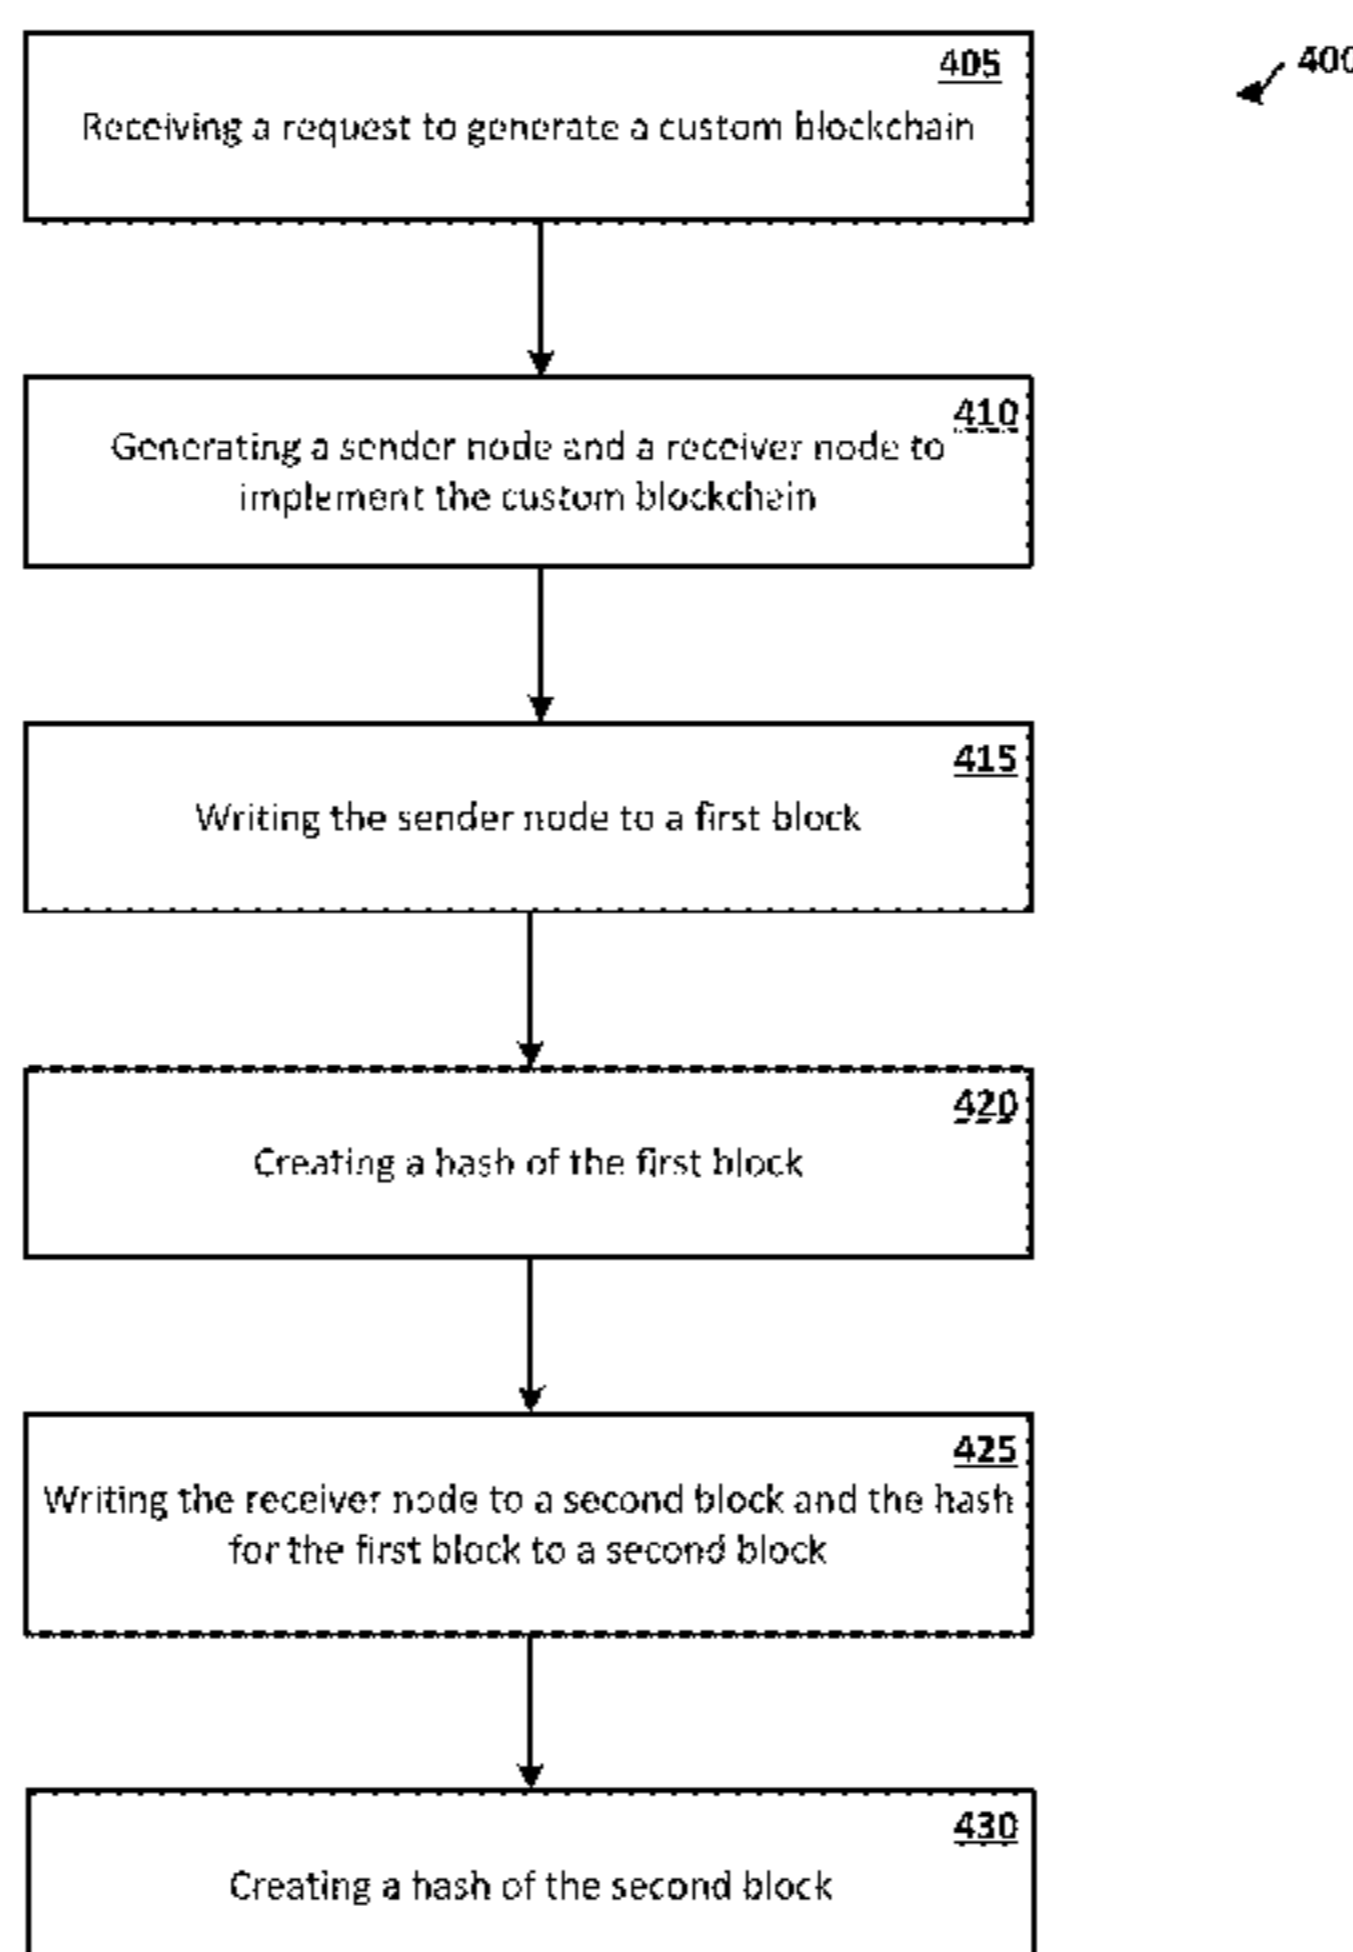 400
405
Receiving a request to generate a custom blockchain
410
Generating a sender node and a receiver node to
implement the custom blockchain
415
Writing the sender node to a first block
420
Creating a hash of the first block
425
Writing the receiver node to a second block and the hash
for the first block to a second block
430
Creating a hash of the second block